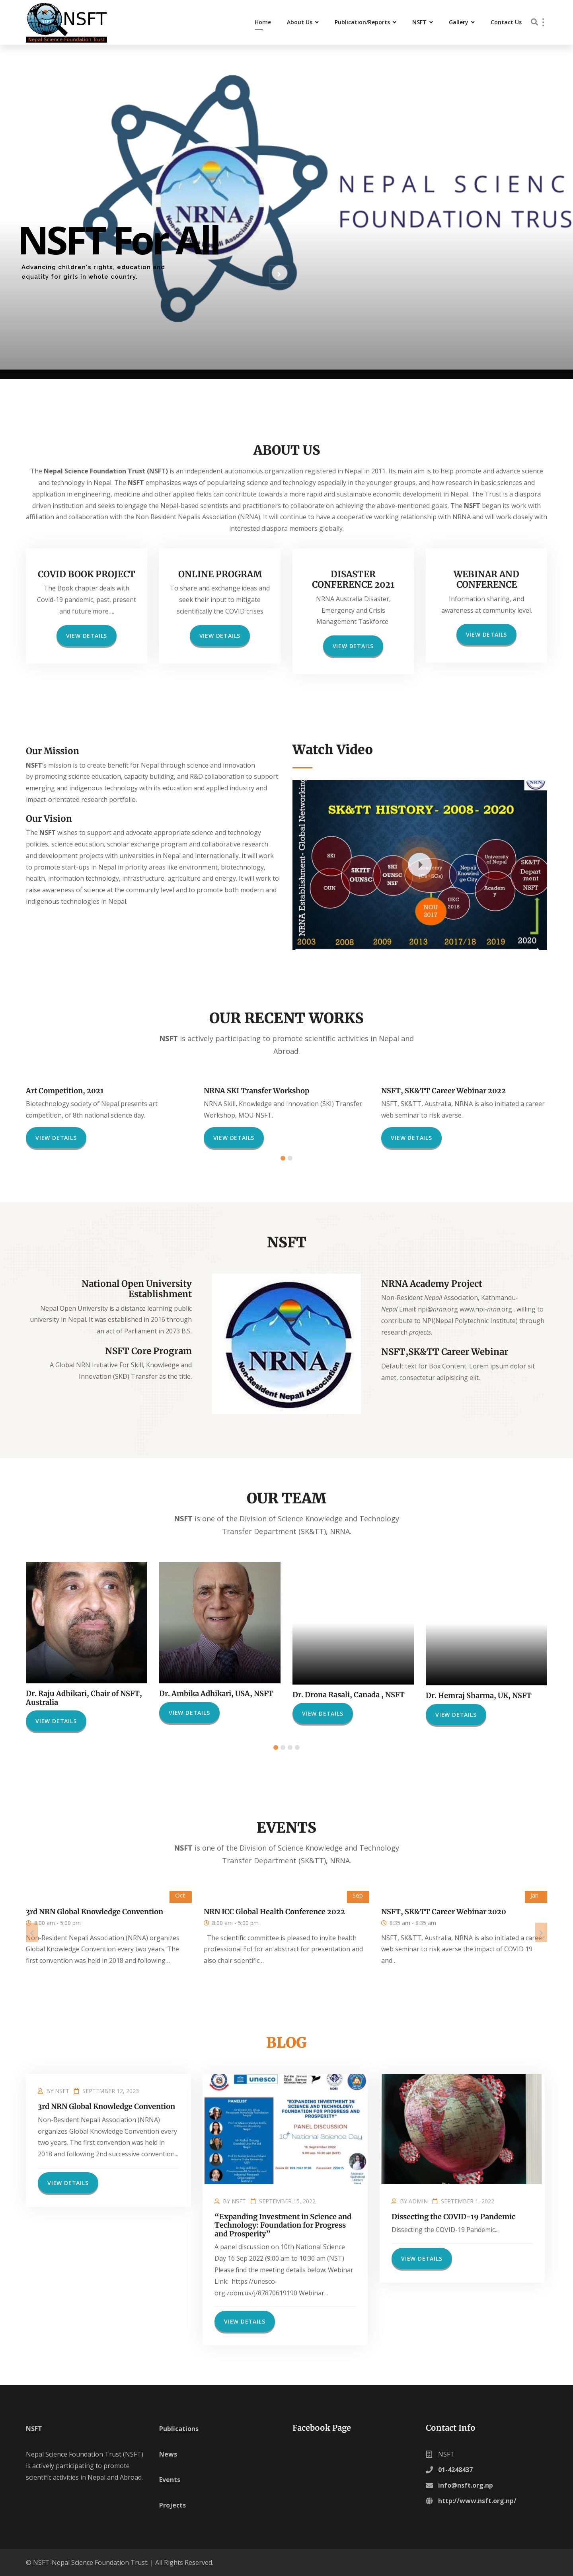 NSFT
Nepal Science Foundation Trust
Home
About Us
Publication/Reports
NSFT
Gallery
Contact Us
NEPAL SCIENC
FOUNDATION TRUS
NRNA
NSFT For All
Advancing children's rights, education and
equality for girls in whole country.
ABOUT US
The Nepal Science Foundation Trust (NSFT) is an independent autonomous organization registered in Nepal in 2011. Its main aim is to help promote and advance science
and technology in Nepal. The NSFT emphasizes ways of popularizing science and technology especially in the younger groups, and how research in basic sciences and
application in engineering, medicine and other applied fields can contribute towards a more rapid and sustainable economic development in Nepal. The Trust is a diaspora
driven institution and seeks to engage the Nepal-based scientists and practitioners to collaborate on achieving the above-mentioned goals. The NSFT began its work with
affiliation and collaboration with the Non Resident Nepalis Association (NRNA). It will continue to have a cooperative working relationship with NRNA and will work closely with
interested diaspora members globally.
COVID BOOK PROJECT
The Book chapter deals with
Covid-19 pandemic, past, present
and future more....
VIEW DETAILS
ONLINE PROGRAM
To share and exchange ideas and
seek their input to mitigate
scientifically the COVID crises
VIEW DETAILS
DISASTER
CONFERENCE 2021
NRNA Australia Disaster,
Emergency and Crisis
Management Taskforce
VIEW DETAILS
WEBINAR AND
CONFERENCE
Information sharing, and
awareness at community level.
VIEW DETAILS
Our Mission
NSFT's mission is to create benefit for Nepal through science and innovation
by promoting science education, capacity building, and R&D collaboration to support
emerging and indigenous technology with its education and applied industry and
impact-orientated research portfolio.
Our Vision
The NSFT wishes to support and advocate appropriate science and technology
policies, science education, scholar exchange program and collaborative research
and development projects with universities in Nepal and internationally. It will work
to promote start-ups in Nepal in priority areas like environment, biotechnology,
health, information technology, infrastructure, agriculture and energy. It will work to
raise awareness of science at the community level and to promote both modern and
indigenous technologies in Nepal.
Watch Video
NRNA
SK&TT HISTORY - 2008 - 2020
NRNA Establishment- Global Networking
SKI
OUN
SKITF
OUNSC
SKI
OUNSC
NSF
NOU
2017
Knowled
ge City
GKC
2018
University
of Nepal
Academ
y
SK&TT
Depart
ment
NSFT
2003
2008
2009
2013
2017/18
2019
2020
OUR RECENT WORKS
NSFT is actively participating to promote scientific activities in Nepal and
Abroad.
Art Competition, 2021
Biotechnology society of Nepal presents art
competition, of 8th national science day.
VIEW DETAILS
NRNA SKI Transfer Workshop
NRNA Skill, Knowledge and Innovation (SKI) Transfer
Workshop, MOU NSFT.
VIEW DETAILS
NSFT, SK&TT Career Webinar 2022
NSFT, SK&TT, Australia, NRNA is also initiated a career
web seminar to risk averse.
VIEW DETAILS
NSFT
National Open University
Establishment
Nepal Open University is a distance learning public
university in Nepal. It was established in 2016 through
an act of Parliament in 2073 B.S.
NSFT Core Program
A Global NRN Initiative For Skill, Knowledge and
Innovation (SKD) Transfer as the title.
NRNA
Non-Resident Nepali Association
NRNA Academy Project
Non-Resident Nepali Association, Kathmandu-
Nepal Email: npi@nrna.org www.npi-nrna.org . willing to
contribute to NPI(Nepal Polytechnic Institute) through
research projects.
NSFT,SK&TT Career Webinar
Default text for Box Content. Lorem ipsum dolor sit
amet, consectetur adipisicing elit.
OUR TEAM
NSFT is one of the Division of Science Knowledge and Technology
Transfer Department (SK&TT), NRNA.
Dr. Raju Adhikari, Chair of NSFT,
Australia
VIEW DETAILS
Dr. Ambika Adhikari, USA, NSFT
VIEW DETAILS
Dr. Drona Rasali, Canada , NSFT
VIEW DETAILS
Dr. Hemraj Sharma, UK, NSFT
VIEW DETAILS
EVENTS
NSFT is one of the Division of Science Knowledge and Technology
Transfer Department (SK&TT), NRNA.
Oct
3rd NRN Global Knowledge Convention
8:00 am - 5:00 pm
Non-Resident Nepali Association (NRNA) organizes
Global Knowledge Convention every two years. The
first convention was held in 2018 and following...
Sep
NRN ICC Global Health Conference 2022
8:00 am - 5:00 pm
The scientific committee is pleased to invite health
professional EoI for an abstract for presentation and
also chair scientific...
Jan
NSFT, SK&TT Career Webinar 2020
8:35 am - 8:35 am
NSFT, SK&TT, Australia, NRNA is also initiated a career
web seminar to risk averse the impact of COVID 19
and...
BLOG
BY NSFT SEPTEMBER 12, 2023
3rd NRN Global Knowledge Convention
Non-Resident Nepali Association (NRNA)
organizes Global Knowledge Convention every
two years. The first convention was held in
2018 and following 2nd successive convention...
VIEW DETAILS
unesco
PANELIST
"EXPANDING INVESTMENT IN
SCIENCE AND TECHNOLOGY:
FOUNDATION FOR PROGRESS
AND PROSPERITY"
PANEL DISCUSSION
10th National Science Day
BY NSFT SEPTEMBER 15, 2022
“Expanding Investment in Science and
Technology: Foundation for Progress
and Prosperity”
A panel discussion on 10th National Science
Day 16 Sep 2022 (9:00 am to 10:30 am (NST)
Please find the meeting details below: Webinar
Link: https://unesco-
org.zoom.us/j/87870619190 Webinar...
VIEW DETAILS
BY ADMIN SEPTEMBER 1, 2022
Dissecting the COVID-19 Pandemic
Dissecting the COVID-19 Pandemic...
VIEW DETAILS
NSFT
Nepal Science Foundation Trust (NSFT)
is actively participating to promote
scientific activities in Nepal and Abroad.
Publications
News
Events
Projects
Facebook Page
Contact Info
NSFT
01-4248437
info@nsft.org.np
http://www.nsft.org.np/
© NSFT-Nepal Science Foundation Trust. | All Rights Reserved.